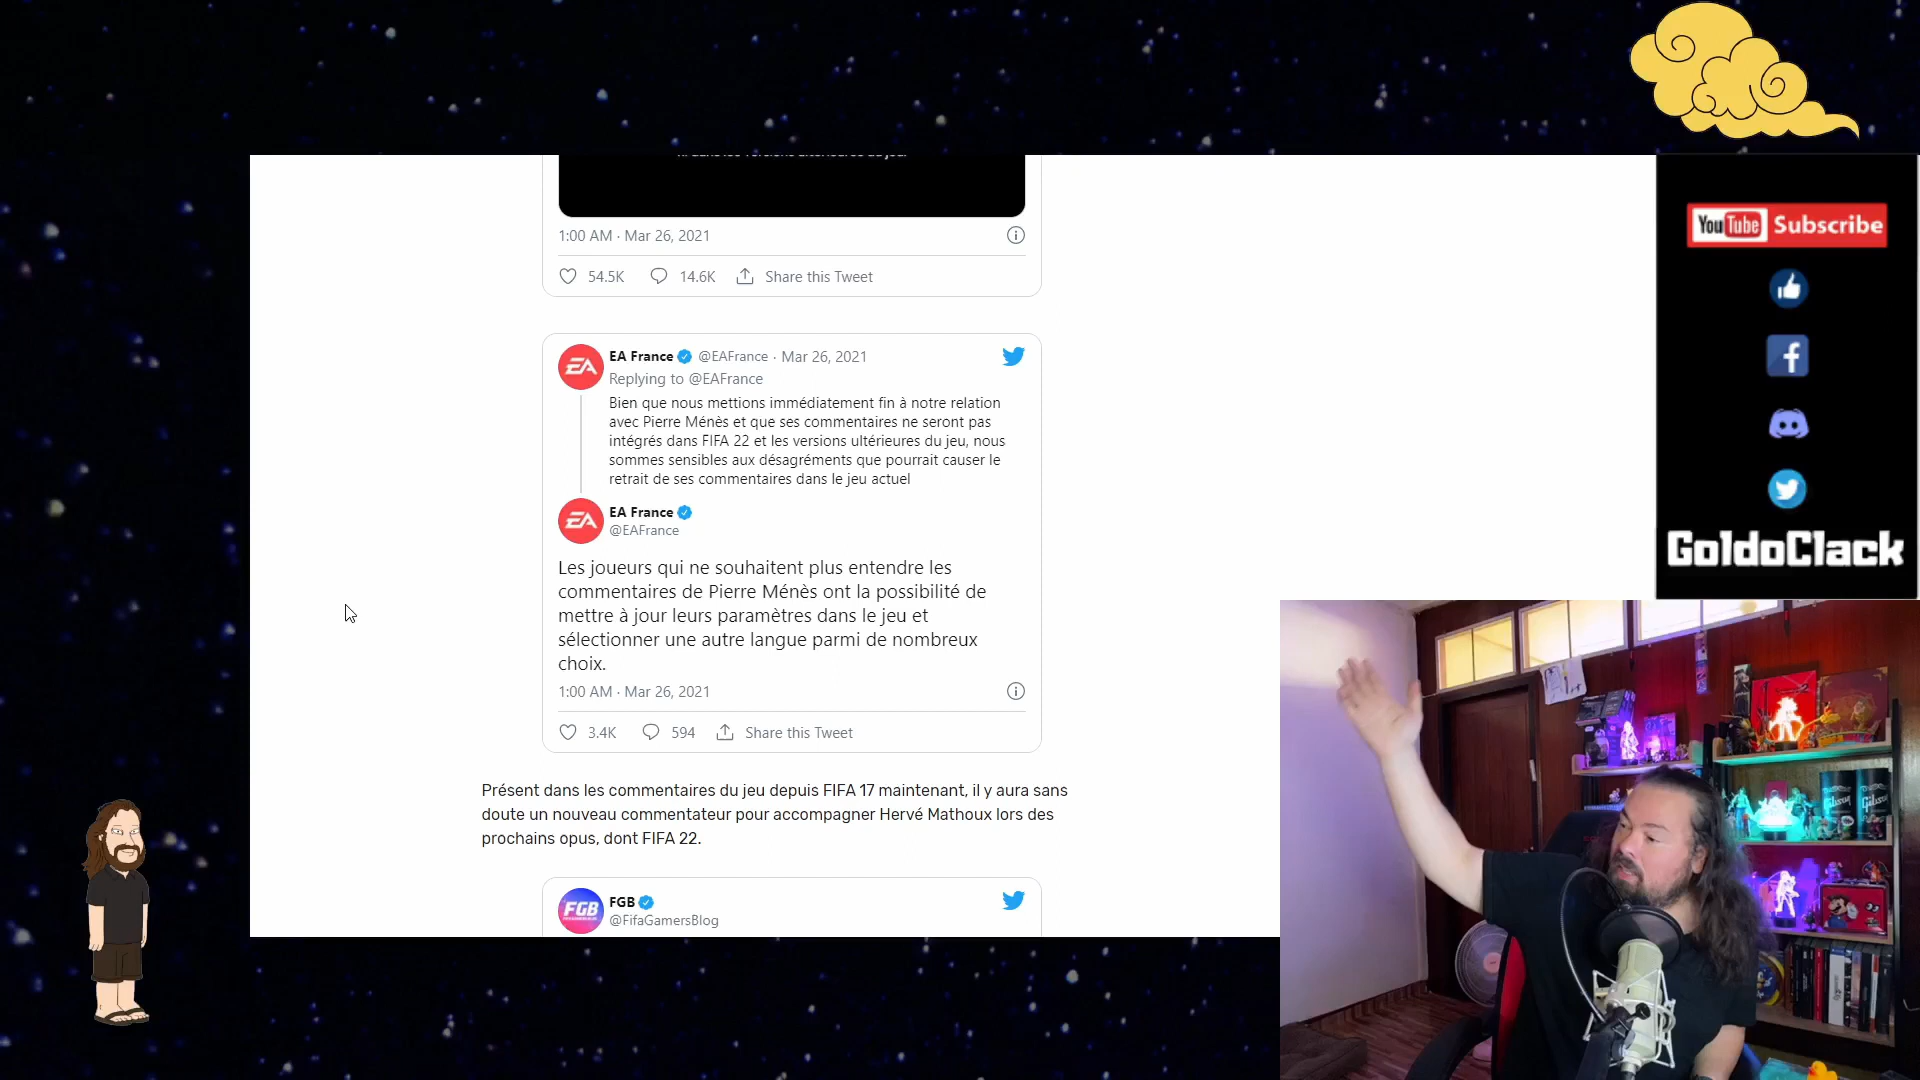 1:00 AM · Mar 26, 2021
54.5K 14.6K Share this Tweet
EA France @EAFrance · Mar 26, 2021
Replying to @EAFrance
Bien que nous mettions immédiatement fin à notre relation
avec Pierre Ménès et que ses commentaires ne seront pas
intégrés dans FIFA 22 et les versions ultérieures du jeu, nous
sommes sensibles aux désagréments que pourrait causer le
retrait de ses commentaires dans le jeu actuel
EA France
@EAFrance
Les joueurs qui ne souhaitent plus entendre les
commentaires de Pierre Ménès ont la possibilité de
mettre à jour leurs paramètres dans le jeu et
sélectionner une autre langue parmi de nombreux
choix.
1:00 AM · Mar 26, 2021
3.4K 594 Share this Tweet
Présent dans les commentaires du jeu depuis FIFA 17 maintenant, il y aura sans
doute un nouveau commentateur pour accompagner Hervé Mathoux lors des
prochains opus, dont FIFA 22.
FGB
FGB
@FifaGamersBlog
YouTube Subscribe
GoldoClack
Gibson
Gibson